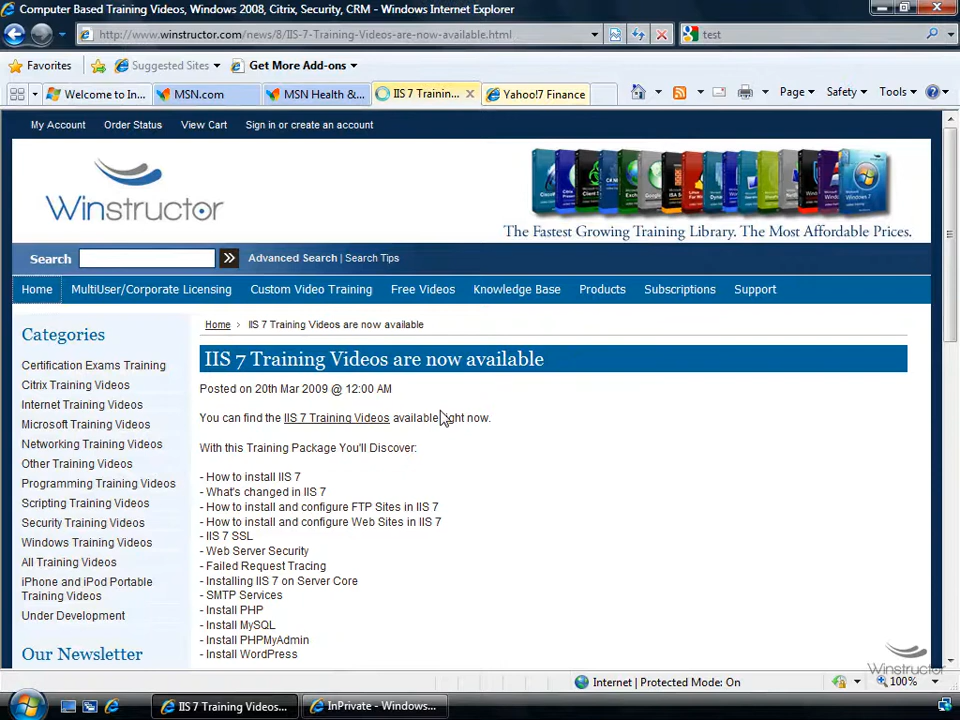 Computer Based Training Videos, Windows 2008, Citrix, Security, CRM - Windows Internet Explorer
http://www.winstructor.com/news/8/IIS-7-Training-Videos-are-now-available.html
test
Favorites
Suggested Sites
Get More Add-ons
Welcome to In...
MSN.com
MSN Health &...
IIS 7 Trainin...
Yahoo!7 Finance
Page
Safety
Tools
My Account
Order Status
View Cart
Sign in or create an account
Winstructor
The Fastest Growing Training Library. The Most Affordable Prices.
Search
Advanced Search | Search Tips
Home
MultiUser/Corporate Licensing
Custom Video Training
Free Videos
Knowledge Base
Products
Subscriptions
Support
Categories
Certification Exams Training
Citrix Training Videos
Internet Training Videos
Microsoft Training Videos
Networking Training Videos
Other Training Videos
Programming Training Videos
Scripting Training Videos
Security Training Videos
Windows Training Videos
All Training Videos
iPhone and iPod Portable
Training Videos
Under Development
Our Newsletter
Home > IIS 7 Training Videos are now available
IIS 7 Training Videos are now available
Posted on 20th Mar 2009 @ 12:00 AM
You can find the IIS 7 Training Videos available right now.
With this Training Package You'll Discover:
- How to install IIS 7
- What's changed in IIS 7
- How to install and configure FTP Sites in IIS 7
- How to install and configure Web Sites in IIS 7
- IIS 7 SSL
- Web Server Security
- Failed Request Tracing
- Installing IIS 7 on Server Core
- SMTP Services
- Install PHP
- Install MySQL
- Install PHPMyAdmin
- Install WordPress
Winstructor
Internet | Protected Mode: On
100%
IIS 7 Training Videos...
InPrivate - Windows...